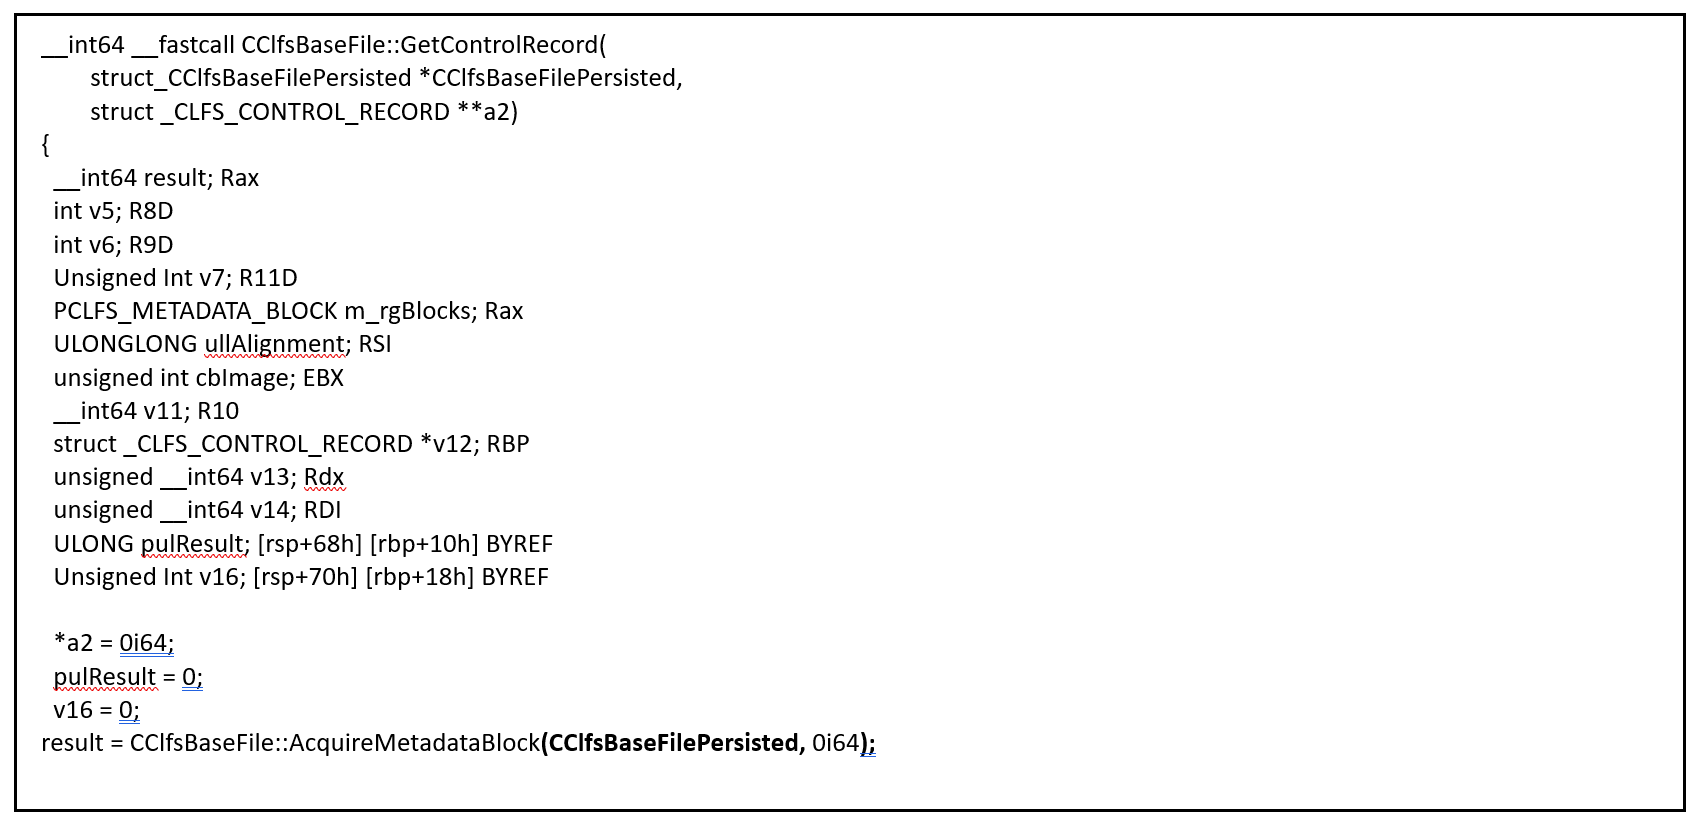 __int64 __fastcall CClfsBaseFile::GetControlRecord(
struct_CClfsBaseFilePersisted *CClfsBaseFilePersisted,
struct _CLFS_CONTROL_RECORD **a2)
{
__int64 result; Rax
int v5; R8D
int v6; R9D
Unsigned Int v7; R11D
PCLFS_METADATA_BLOCK m_rgBlocks; Rax
ULONGLONG ullAlignment; RSI
unsigned int cbImage; EBX
__int64 v11; R10
struct _CLFS_CONTROL_RECORD *v12; RBP
unsigned __int64 v13; Rdx
unsigned __int64 v14; RDI
ULONG pulResult; [rsp+68h] [rbp+10h] BYREF
Unsigned Int v16; [rsp+70h] [rbp+18h] BYREF
*a2 = 0i64;
pulResult = 0;
v16 = 0;
result = CClfsBaseFile::AcquireMetadataBlock(CClfsBaseFilePersisted, 0i64);